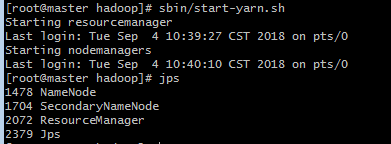 [root@master hadoop]# sbin/start-yarn.sh
Starting resourcemanager
Last login: Tue Sep  4 10:39:27 CST 2018 on pts/0
Starting nodemanagers
Last login: Tue Sep  4 10:40:10 CST 2018 on pts/0
[root@master hadoop]# jps
1478 NameNode
1704 SecondaryNameNode
2072 ResourceManager
2379 Jps